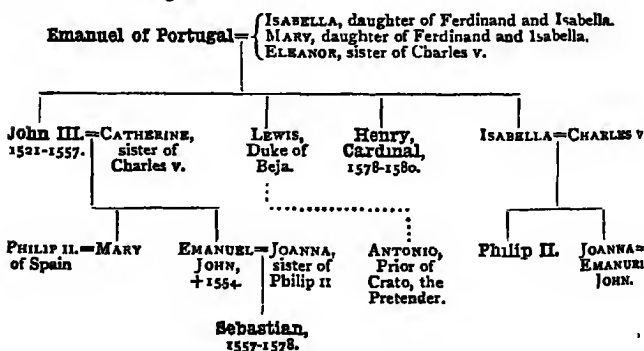 ISABELLA, daughter of Ferdinand and Isabella.
Emanuel of Portugal= MARY, daughter of Ferdinand and Isabella.
ELEANOR, sister of Charles V.
John III.=CATHERINE, LEWIS, Henry, ISABELLA=CHARLES V
1521-1557. sister of Duke of Cardinal,
Charles V. Beja. 1578-1580.
PHILIP II.=MARY EMANUEL=JOANNA, ANTONIO, Philip II. JOANNA=
of Spain JOHN, sister of Prior of EMANUEL
+1554. Philip II Crato, the JOHN.
Pretender.
Sebastian,
1557-1578.